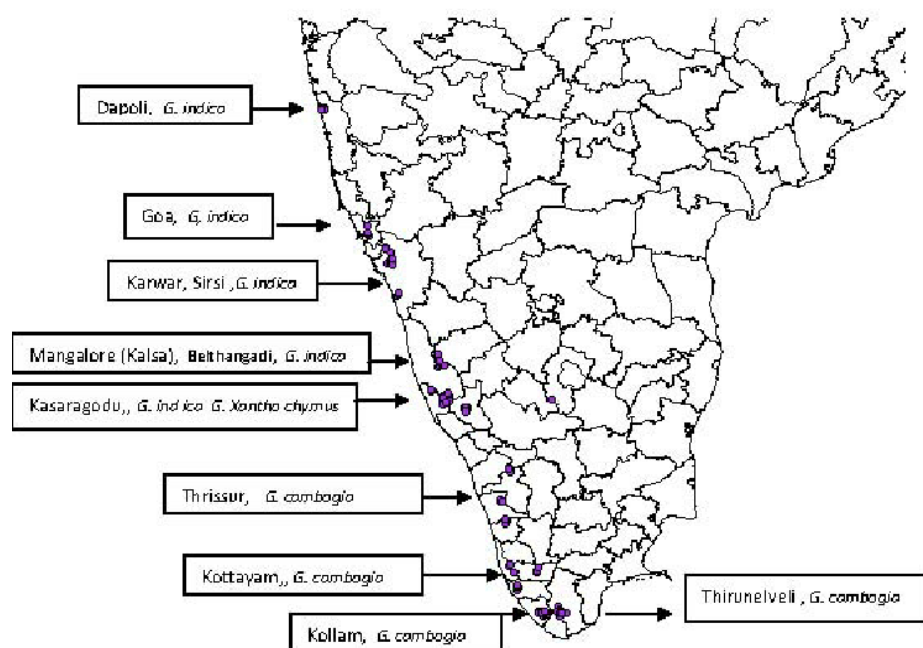 Dapoli, G. indica
Goa, G. indica
Karwar, Sirsi , G. indica
Mangalore (Kalsa), Belthangadi, G. indica
Kasaragodu,, G. indica G. Xanthochymus
Thrissur, G. cambogia
Kottayam,, G. cambogia
Thirunelveli , G. cambogia
Kollam, G. cambogia